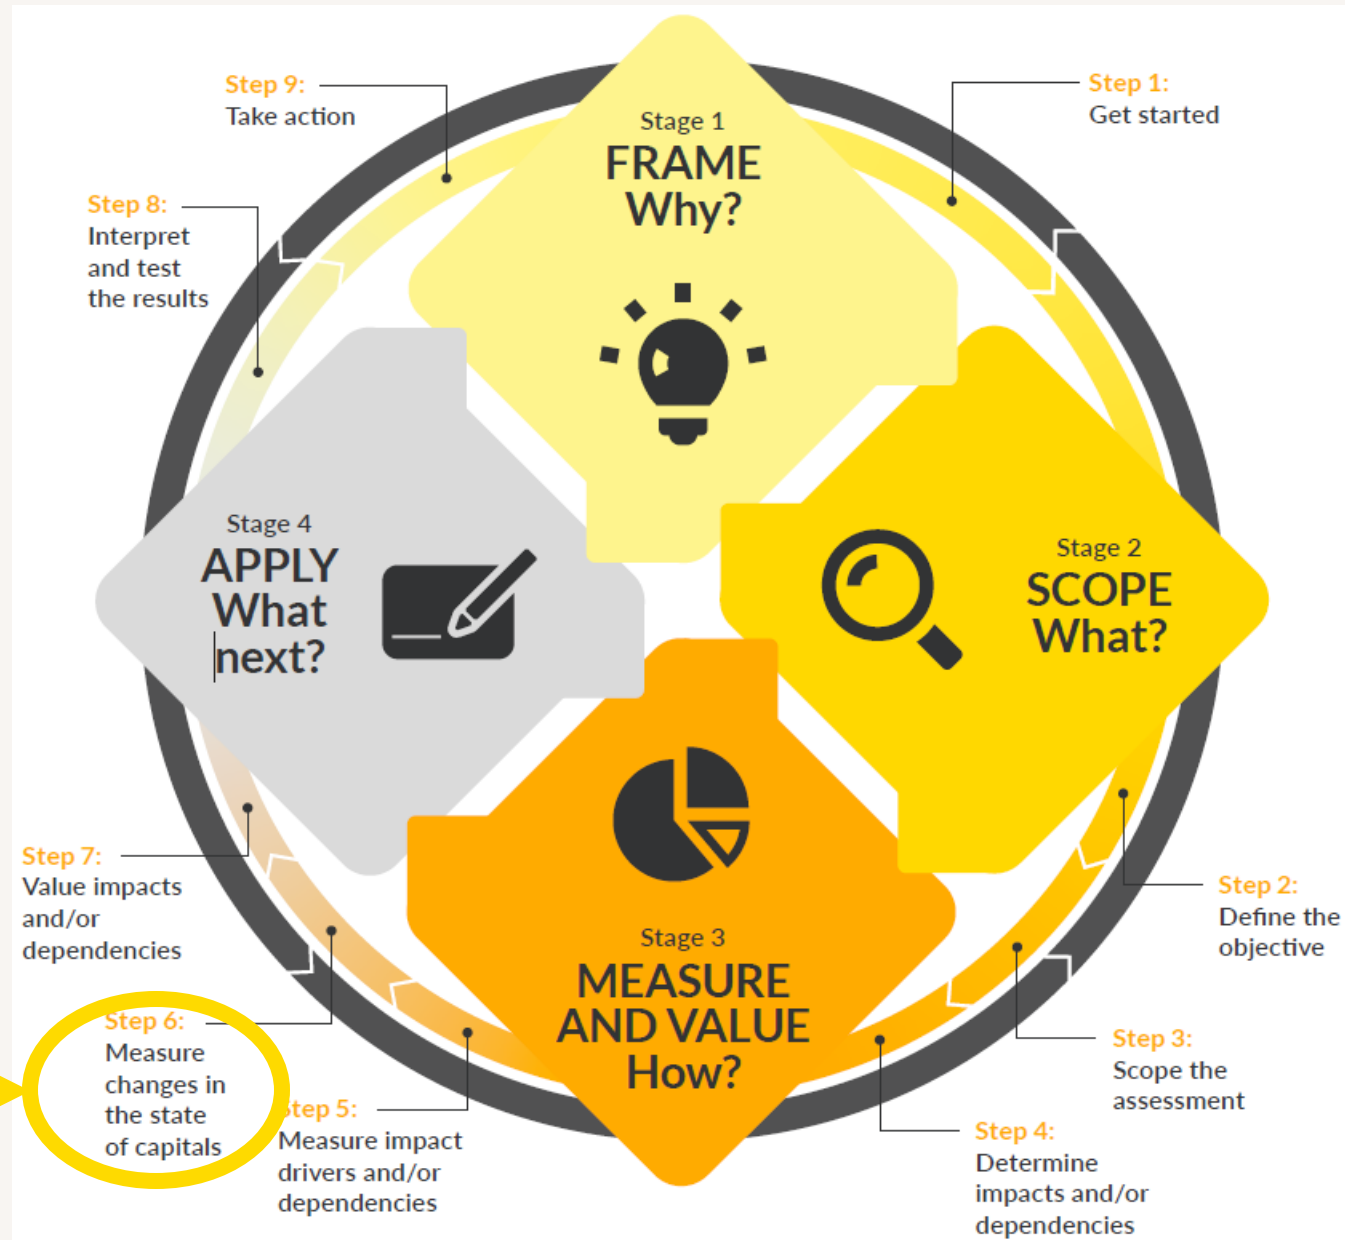 Stage 1
FRAME
Why?
Step 1:
Get started
Stage 2
SCOPE
What?
Step 2:
Define the
objective
Step 3:
Scope the
assessment
Step 4:
Determine
impacts and/or
dependencies
Stage 3
MEASURE
AND VALUE
How?
Step 5:
Measure impact
drivers and/or
dependencies
Step 6:
Measure
changes in
the state
of capitals
Step 7:
Value impacts
and/or
dependencies
Stage 4
APPLY
What
next?
Step 8:
Interpret
and test
the results
Step 9:
Take action